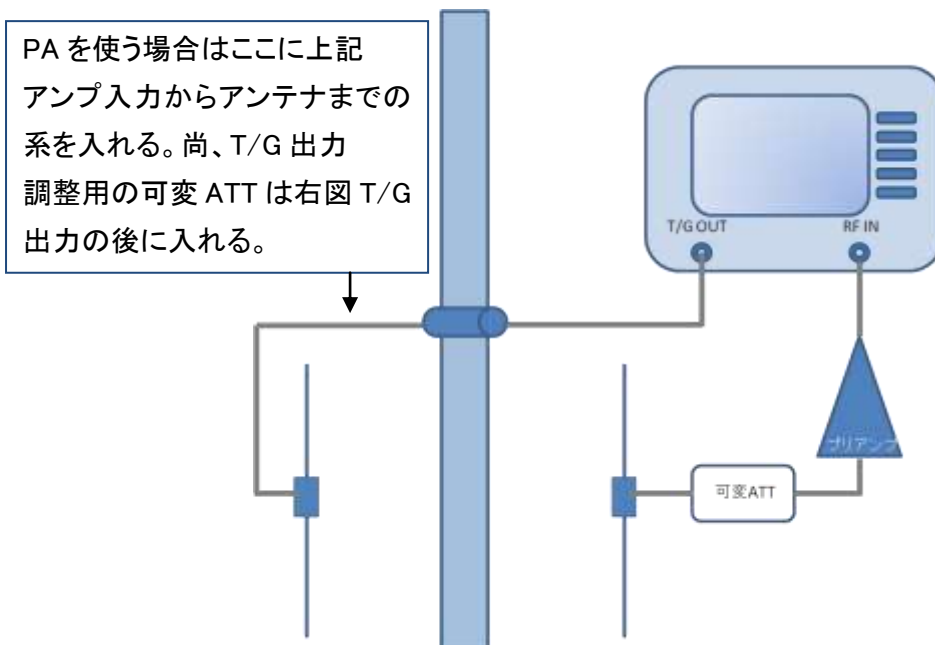 PA を使う場合はここに上記
アンプ入力からアンテナまでの
系を入れる。尚、T/G 出力
調整用の可変 ATT は右図 T/G
出力の後に入れる。
T/G OUT
RF IN
プリアンプ
可変ATT